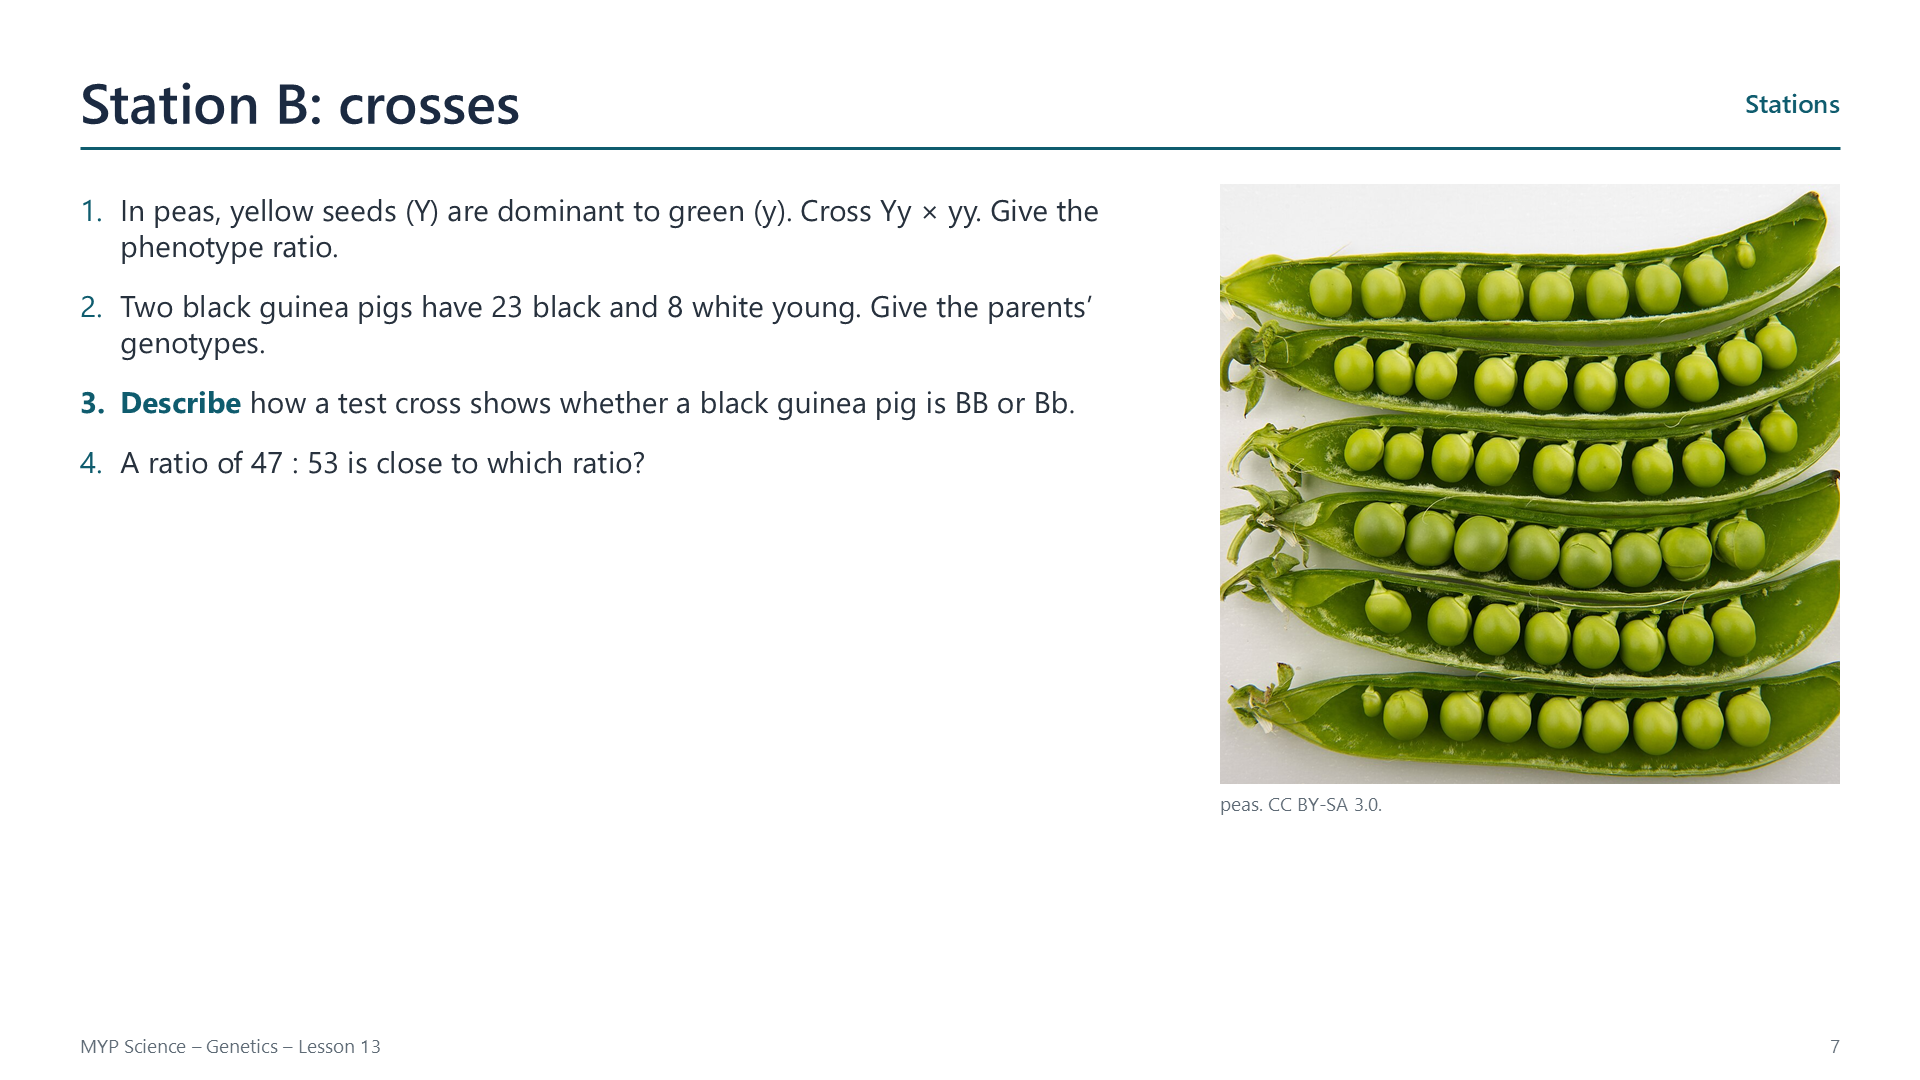 Station B: crosses
Stations
1. In peas, yellow seeds (Y) are dominant to green (y). Cross Yy × yy. Give the
phenotype ratio.
2. Two black guinea pigs have 23 black and 8 white young. Give the parents’
genotypes.
3. Describe how a test cross shows whether a black guinea pig is BB or Bb.
4. A ratio of 47 : 53 is close to which ratio?
peas. CC BY-SA 3.0.
MYP Science – Genetics – Lesson 13
7